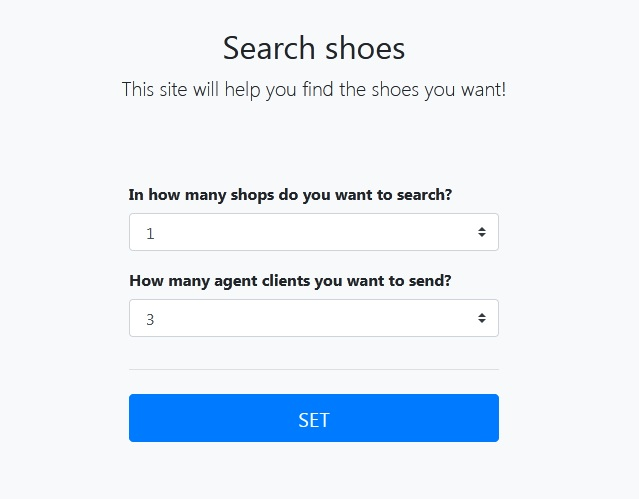 Search shoes
This site will help you find the shoes you want!
In how many shops do you want to search?
1
How many agent clients you want to send?
3
SET